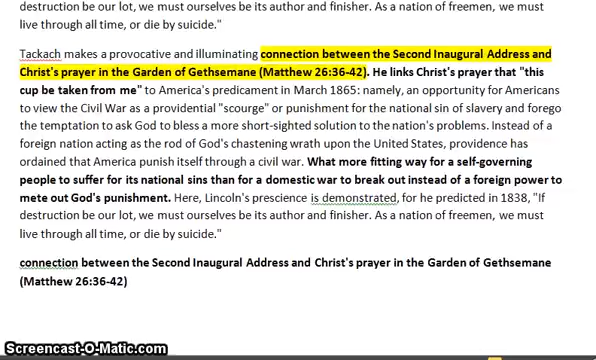 destruction be our lot, we must ourselves be its author and finisher. As a nation of freemen, we must
live through all time, or die by suicide."
Tackach makes a provocative and illuminating connection between the Second Inaugural Address and
Christ's prayer in the Garden of Gethsemane (Matthew 26:36-42). He links Christ's prayer that "this
cup be taken from me" to America's predicament in March 1865: namely, an opportunity for Americans
to view the Civil War as a providential "scourge" or punishment for the national sin of slavery and forego
the temptation to ask God to bless a more short-sighted solution to the nation's problems. Instead of a
foreign nation acting as the rod of God's chastening wrath upon the United States, providence has
ordained that America punish itself through a civil war. What more fitting way for a self-governing
people to suffer for its national sins than for a domestic war to break out instead of a foreign power to
mete out God's punishment. Here, Lincoln's prescience is demonstrated, for he predicted in 1838, "If
destruction be our lot, we must ourselves be its author and finisher. As a nation of freemen, we must
live through all time, or die by suicide."
connection between the Second Inaugural Address and Christ's prayer in the Garden of Gethsemane
(Matthew 26:36-42)
Screencast-O-Matic.com